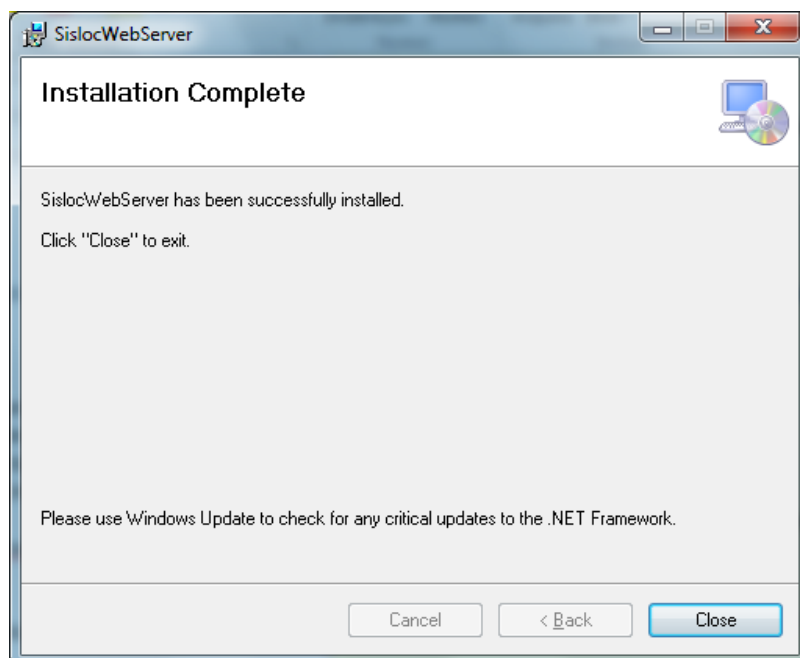 SislocWebServer
Installation Complete
SislocWebServer has been successfully installed.
Click "Close" to exit.
Please use Windows Update to check for any critical updates to the .NET Framework.
Cancel
< Back
Close